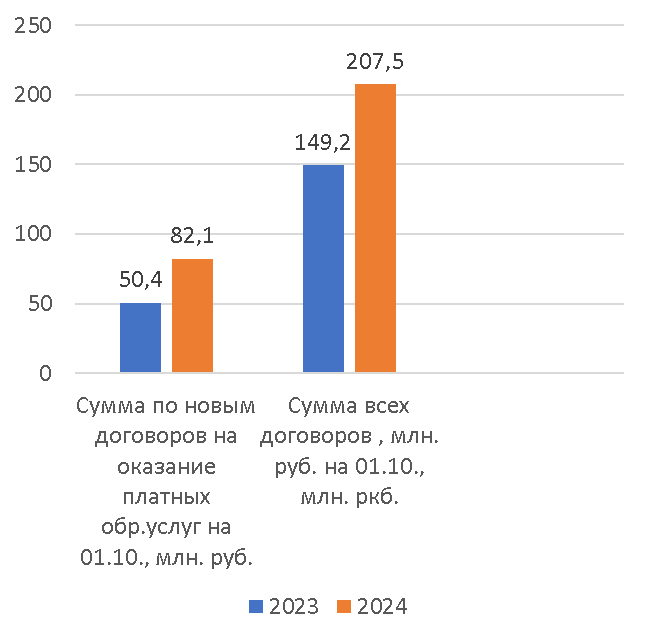 250
200
150
100
50
0
207,5
149,2
82,1
50,4
Сумма по новым
договоров на
оказание
платных
обр.услуг на
01.10., млн. руб.
Сумма всех
договоров , млн.
руб. на 01.10.,
млн. ркб.
2023
2024